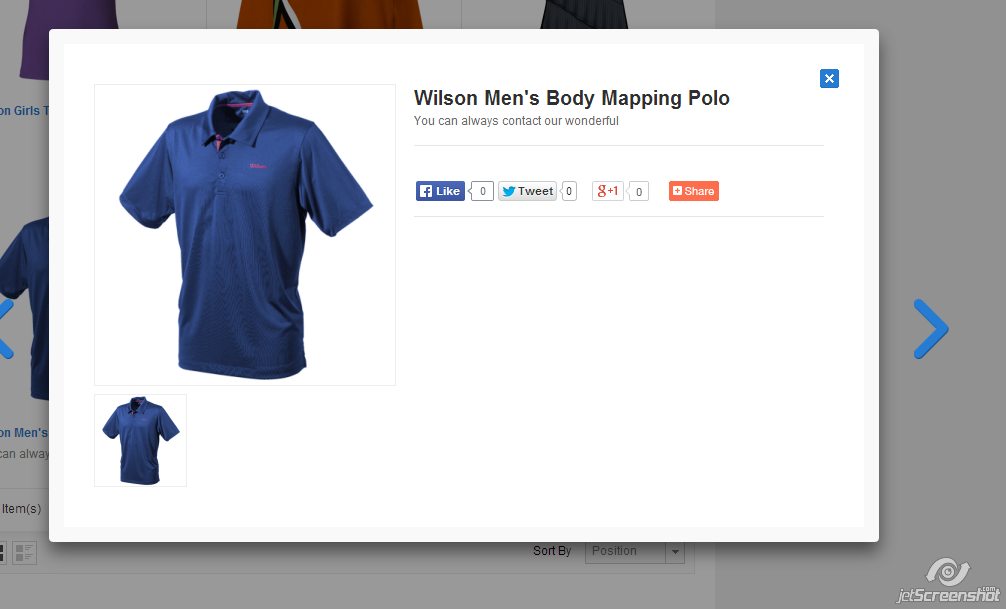 on Girls T
Wilson Men's Body Mapping Polo
You can always contact our wonderful
Like 0 Tweet 0 g+1 0 Share
Wilson
on Men's
can alway
Item(s)
Sort By Position
jetScreenshot.com